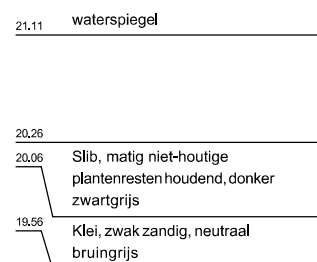 21.11 waterspiegel
20.26
20.06 Slib, matig niet-houtige
plantenresten houdend, donker
zwartgrijs
19.56 Klei, zwak zandig, neutraal
bruingrijs